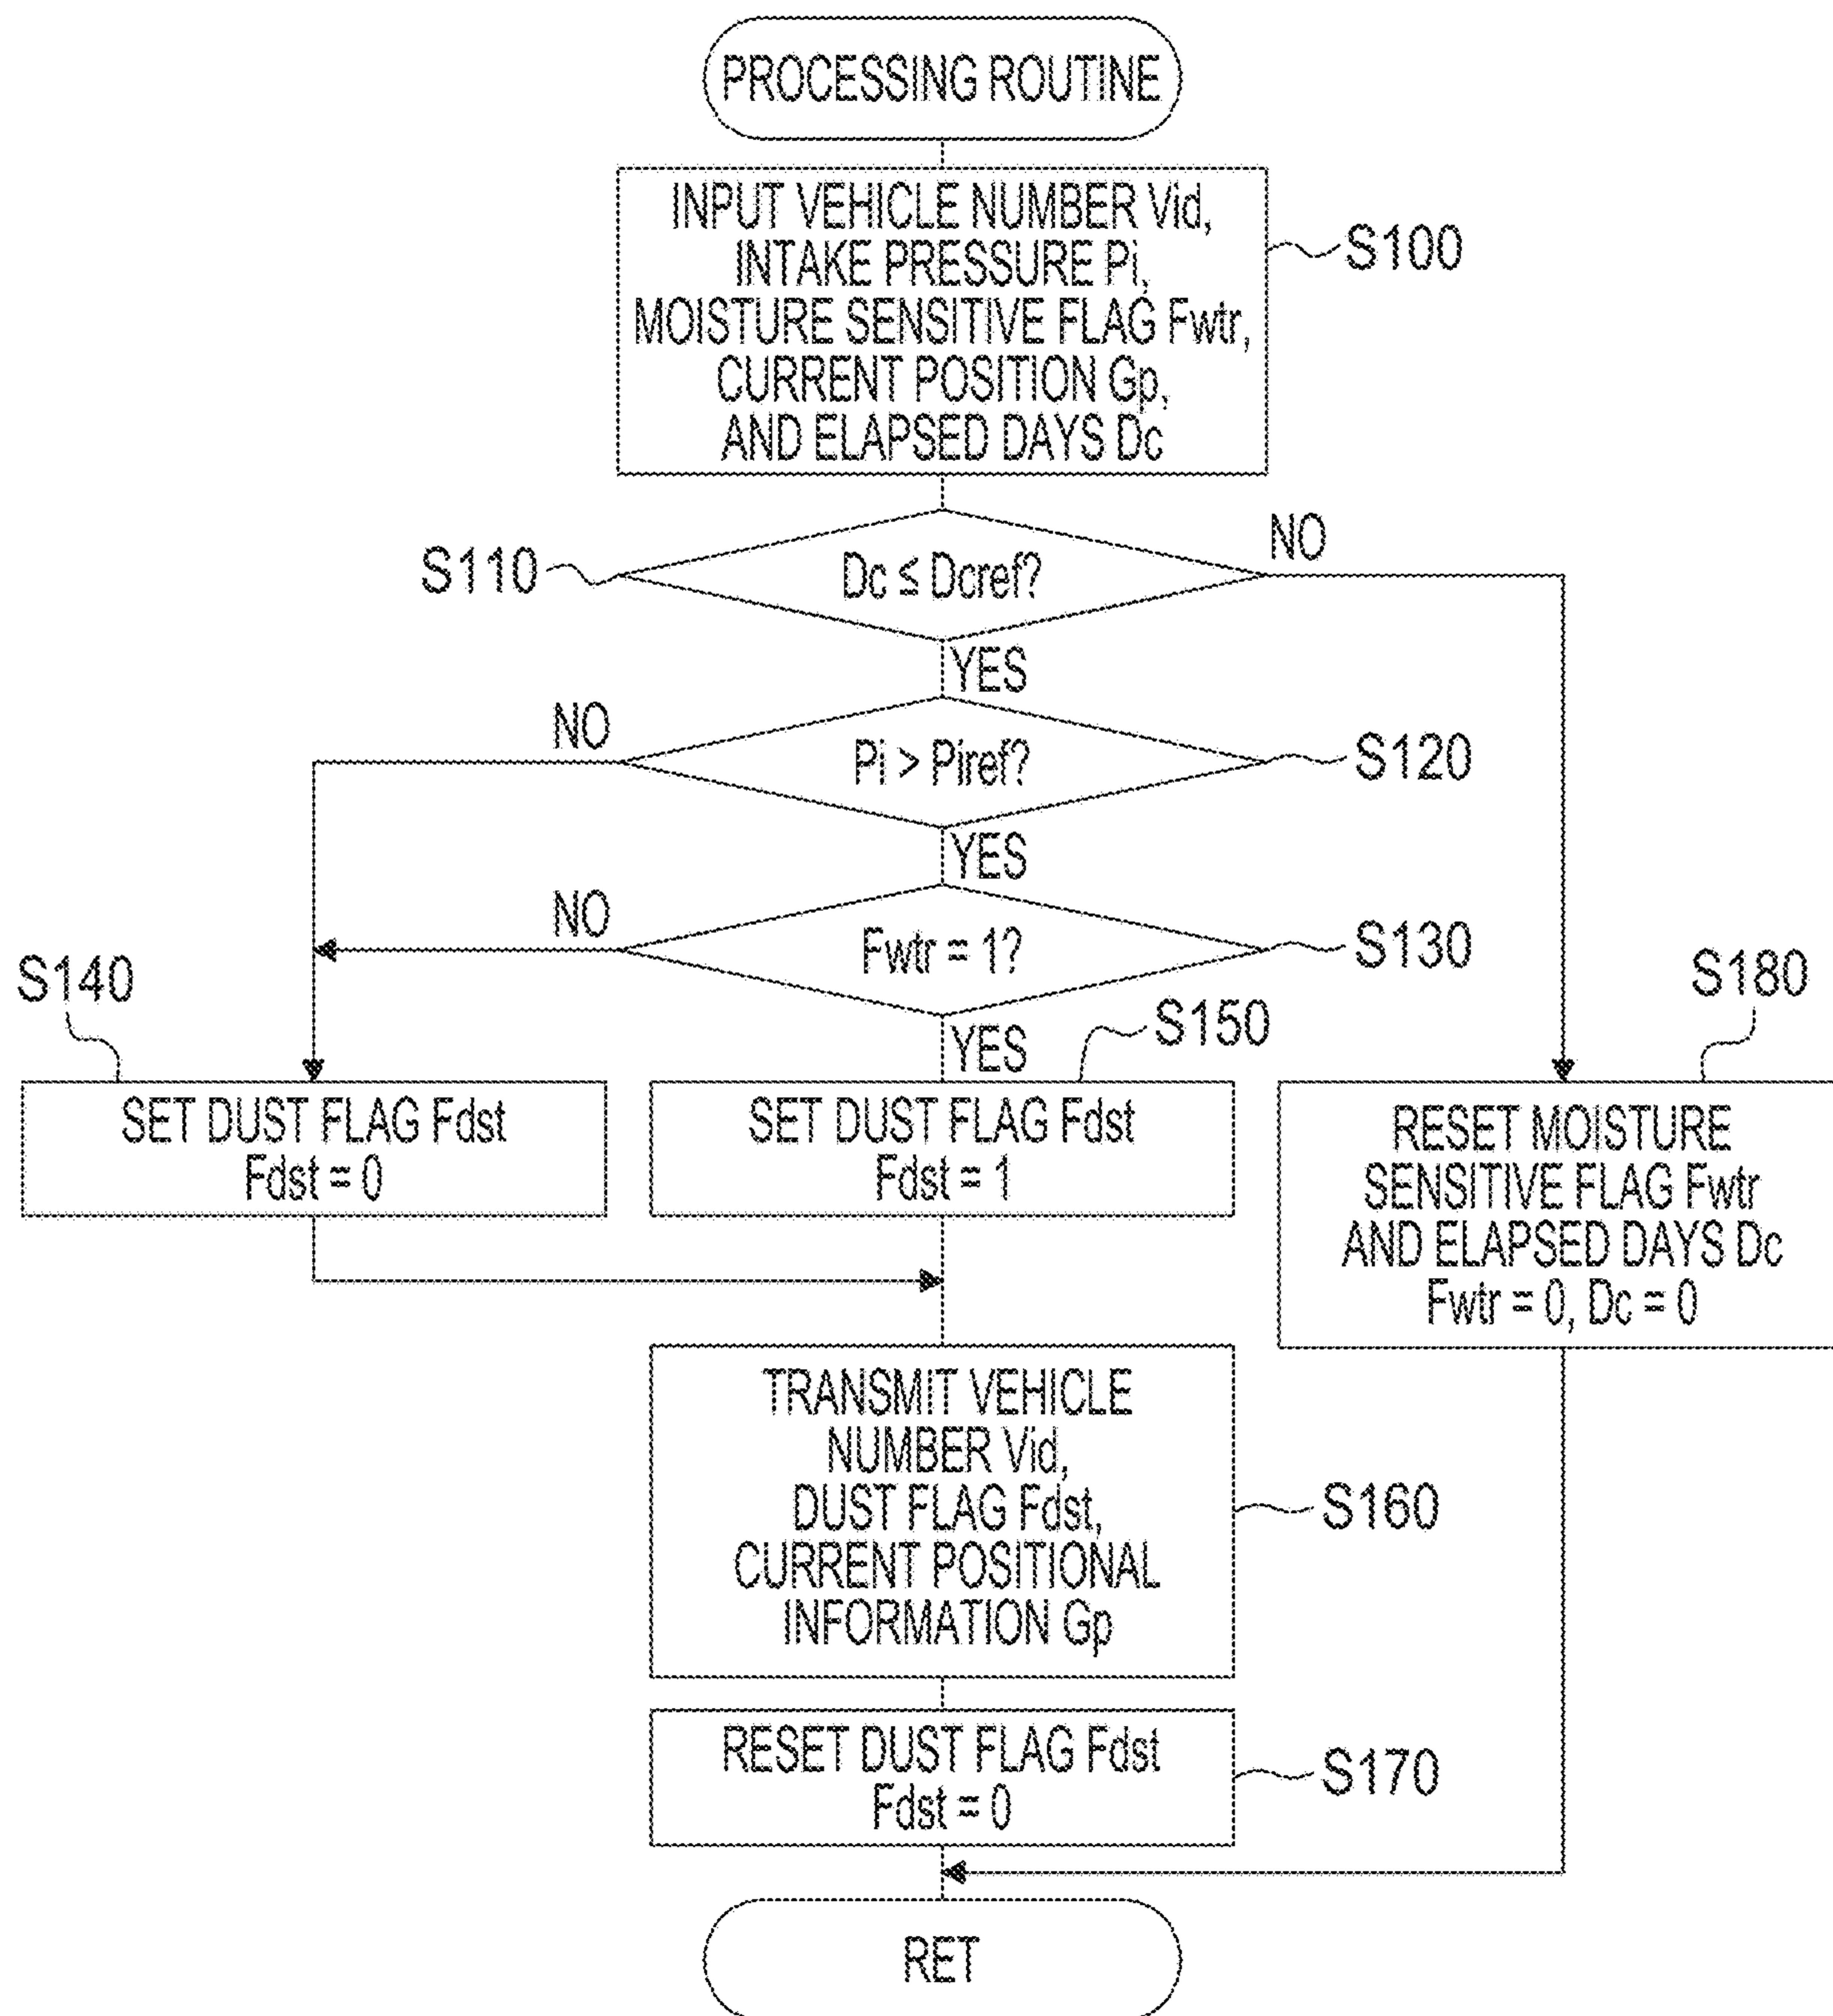 PROCESSING ROUTINE
INPUT VEHICLE NUMBER Vid,
INTAKE PRESSURE Pi,
MOISTURE SENSITIVE FLAG Fwtr,
CURRENT POSITION Gp,
AND ELAPSED DAYS Dc
S100
S110
Dc ≤ Dcref?
NO
YES
NO
Pi > Piref?
S120
YES
NO
Fwtr = 1?
S130
S140
YES
S150
S180
SET DUST FLAG Fdst
Fdst = 0
SET DUST FLAG Fdst
Fdst = 1
RESET MOISTURE
SENSITIVE FLAG Fwtr
AND ELAPSED DAYS Dc
Fwtr = 0, Dc = 0
TRANSMIT VEHICLE
NUMBER Vid,
DUST FLAG Fdst,
CURRENT POSITIONAL
INFORMATION Gp
S160
RESET DUST FLAG Fdst
Fdst = 0
S170
RET